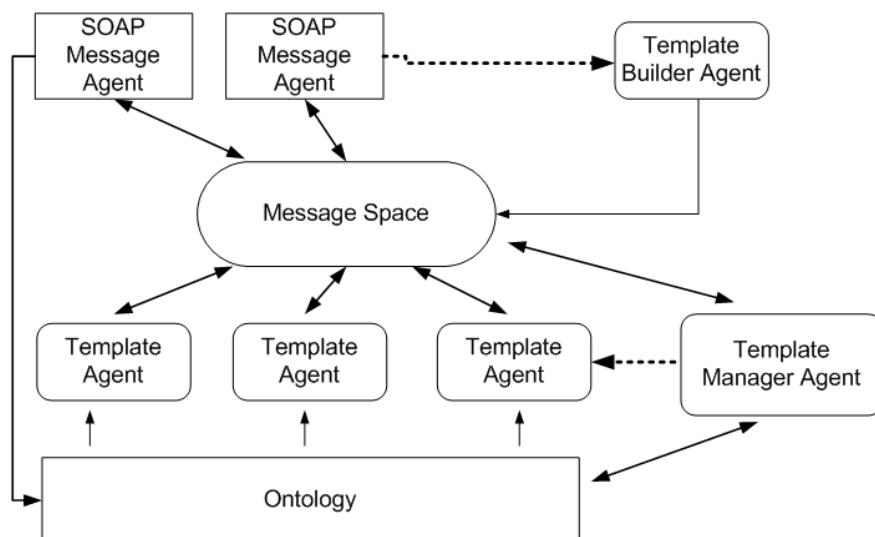 SOAP
Message
Agent
SOAP
Message
Agent
Template
Builder Agent
Message Space
Template
Agent
Template
Agent
Template
Agent
Template
Manager Agent
Ontology